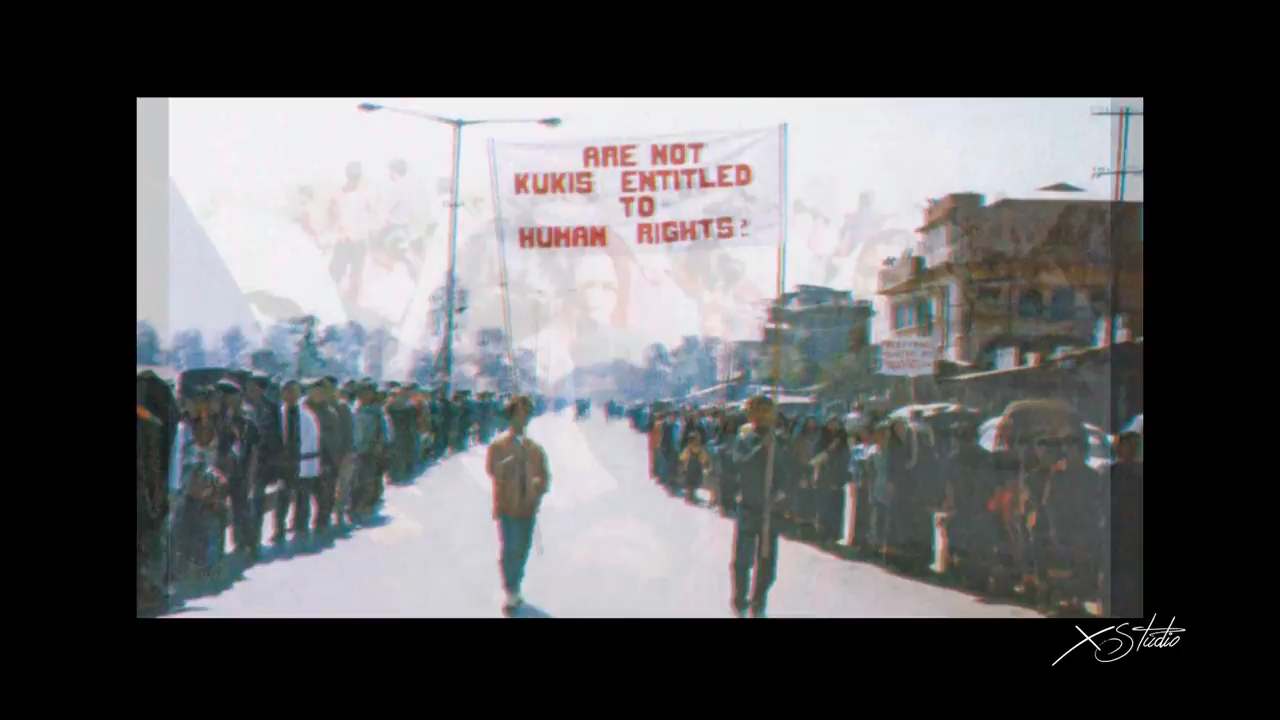 ARE NOT
KUKIS ENTITLED
TO
HUMAN RIGHTS?
XStudio